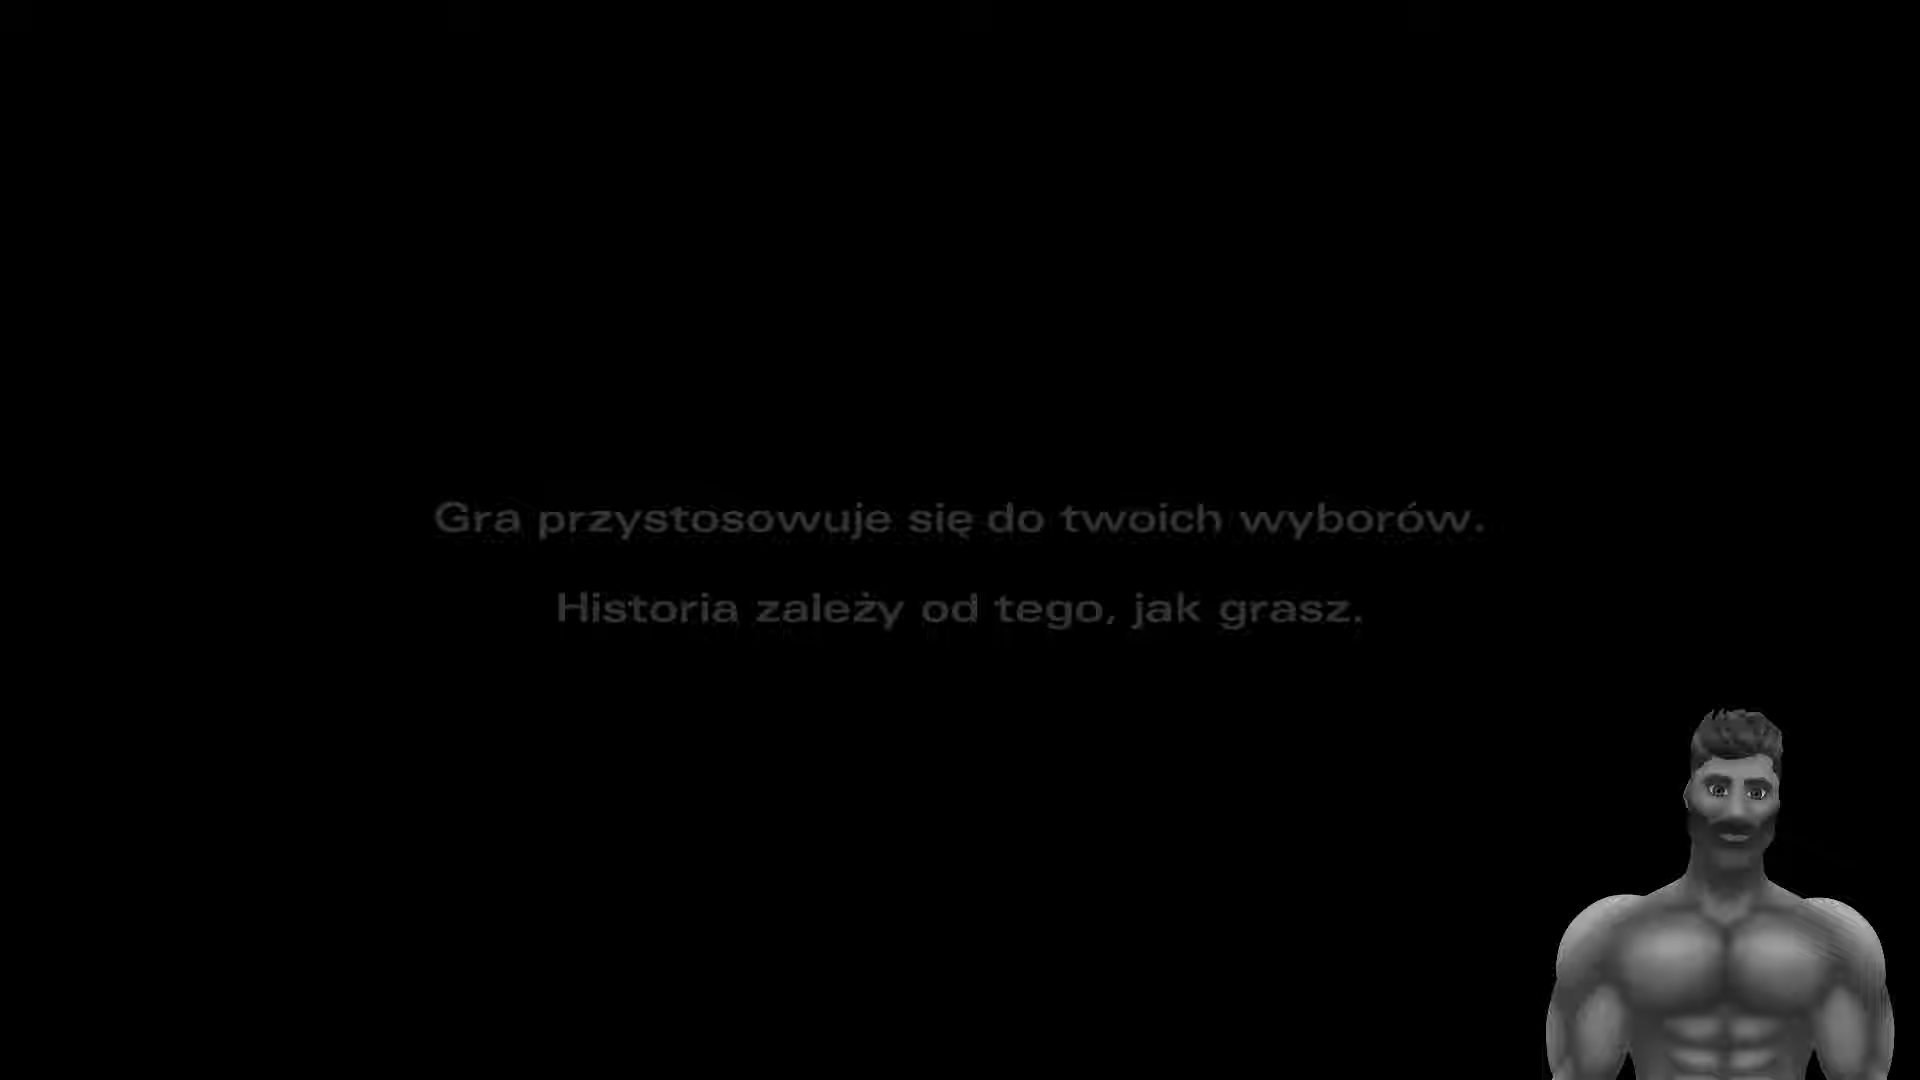 Gra przystosowuje się do twoich wyborów.
Historia zależy od tego, jak grasz.